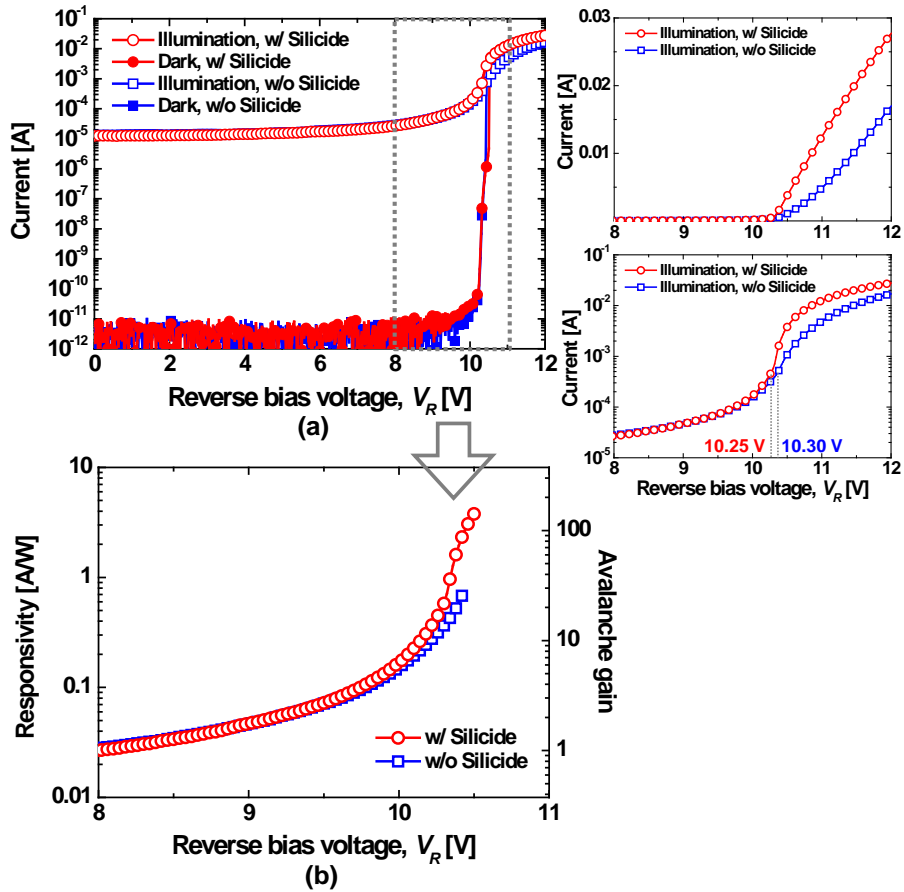 10⁰
10⁻¹
10⁻²
10⁻³
10⁻⁴
10⁻⁵
10⁻⁶
10⁻⁷
10⁻⁸
10⁻⁹
10⁻¹⁰
10⁻¹¹
10⁻¹²
Current [A]
Illumination, w/ Silicide
Dark, w/ Silicide
Illumination, w/o Silicide
Dark, w/o Silicide
0 2 4 6 8 10 12
Reverse bias voltage, V_R [V]
(a)
0.03
0.02
0.01
Current [A]
Illumination, w/ Silicide
Illumination, w/o Silicide
8 9 10 11 12
10⁻¹
10⁻²
10⁻³
10⁻⁴
10⁻⁵
Current [A]
Illumination, w/ Silicide
Illumination, w/o Silicide
10.25 V 10.30 V
8 9 10 11 12
Reverse bias voltage, V_R [V]
10
1
0.1
0.01
Responsivity [A/W]
100
10
1
Avalanche gain
w/ Silicide
w/o Silicide
8 9 10 11
Reverse bias voltage, V_R [V]
(b)